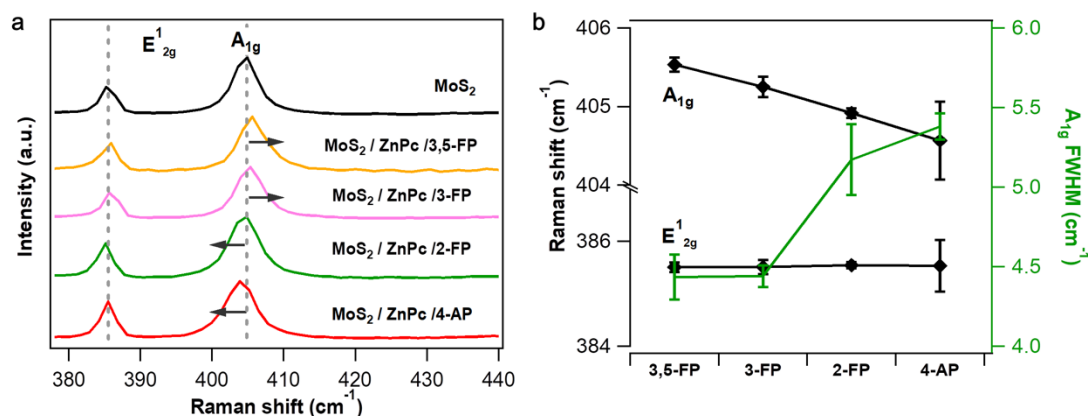 a
E¹₂g
A₁g
MoS₂
MoS₂ / ZnPc /3,5-FP
MoS₂ / ZnPc /3-FP
MoS₂ / ZnPc /2-FP
MoS₂ / ZnPc /4-AP
Intensity (a.u.)
380 390 400 410 420 430 440
Raman shift (cm⁻¹)
b
406
405
404
386
384
Raman shift (cm⁻¹)
A₁g
E¹₂g
6.0
5.5
5.0
4.5
4.0
A₁g FWHM (cm⁻¹)
3,5-FP 3-FP 2-FP 4-AP